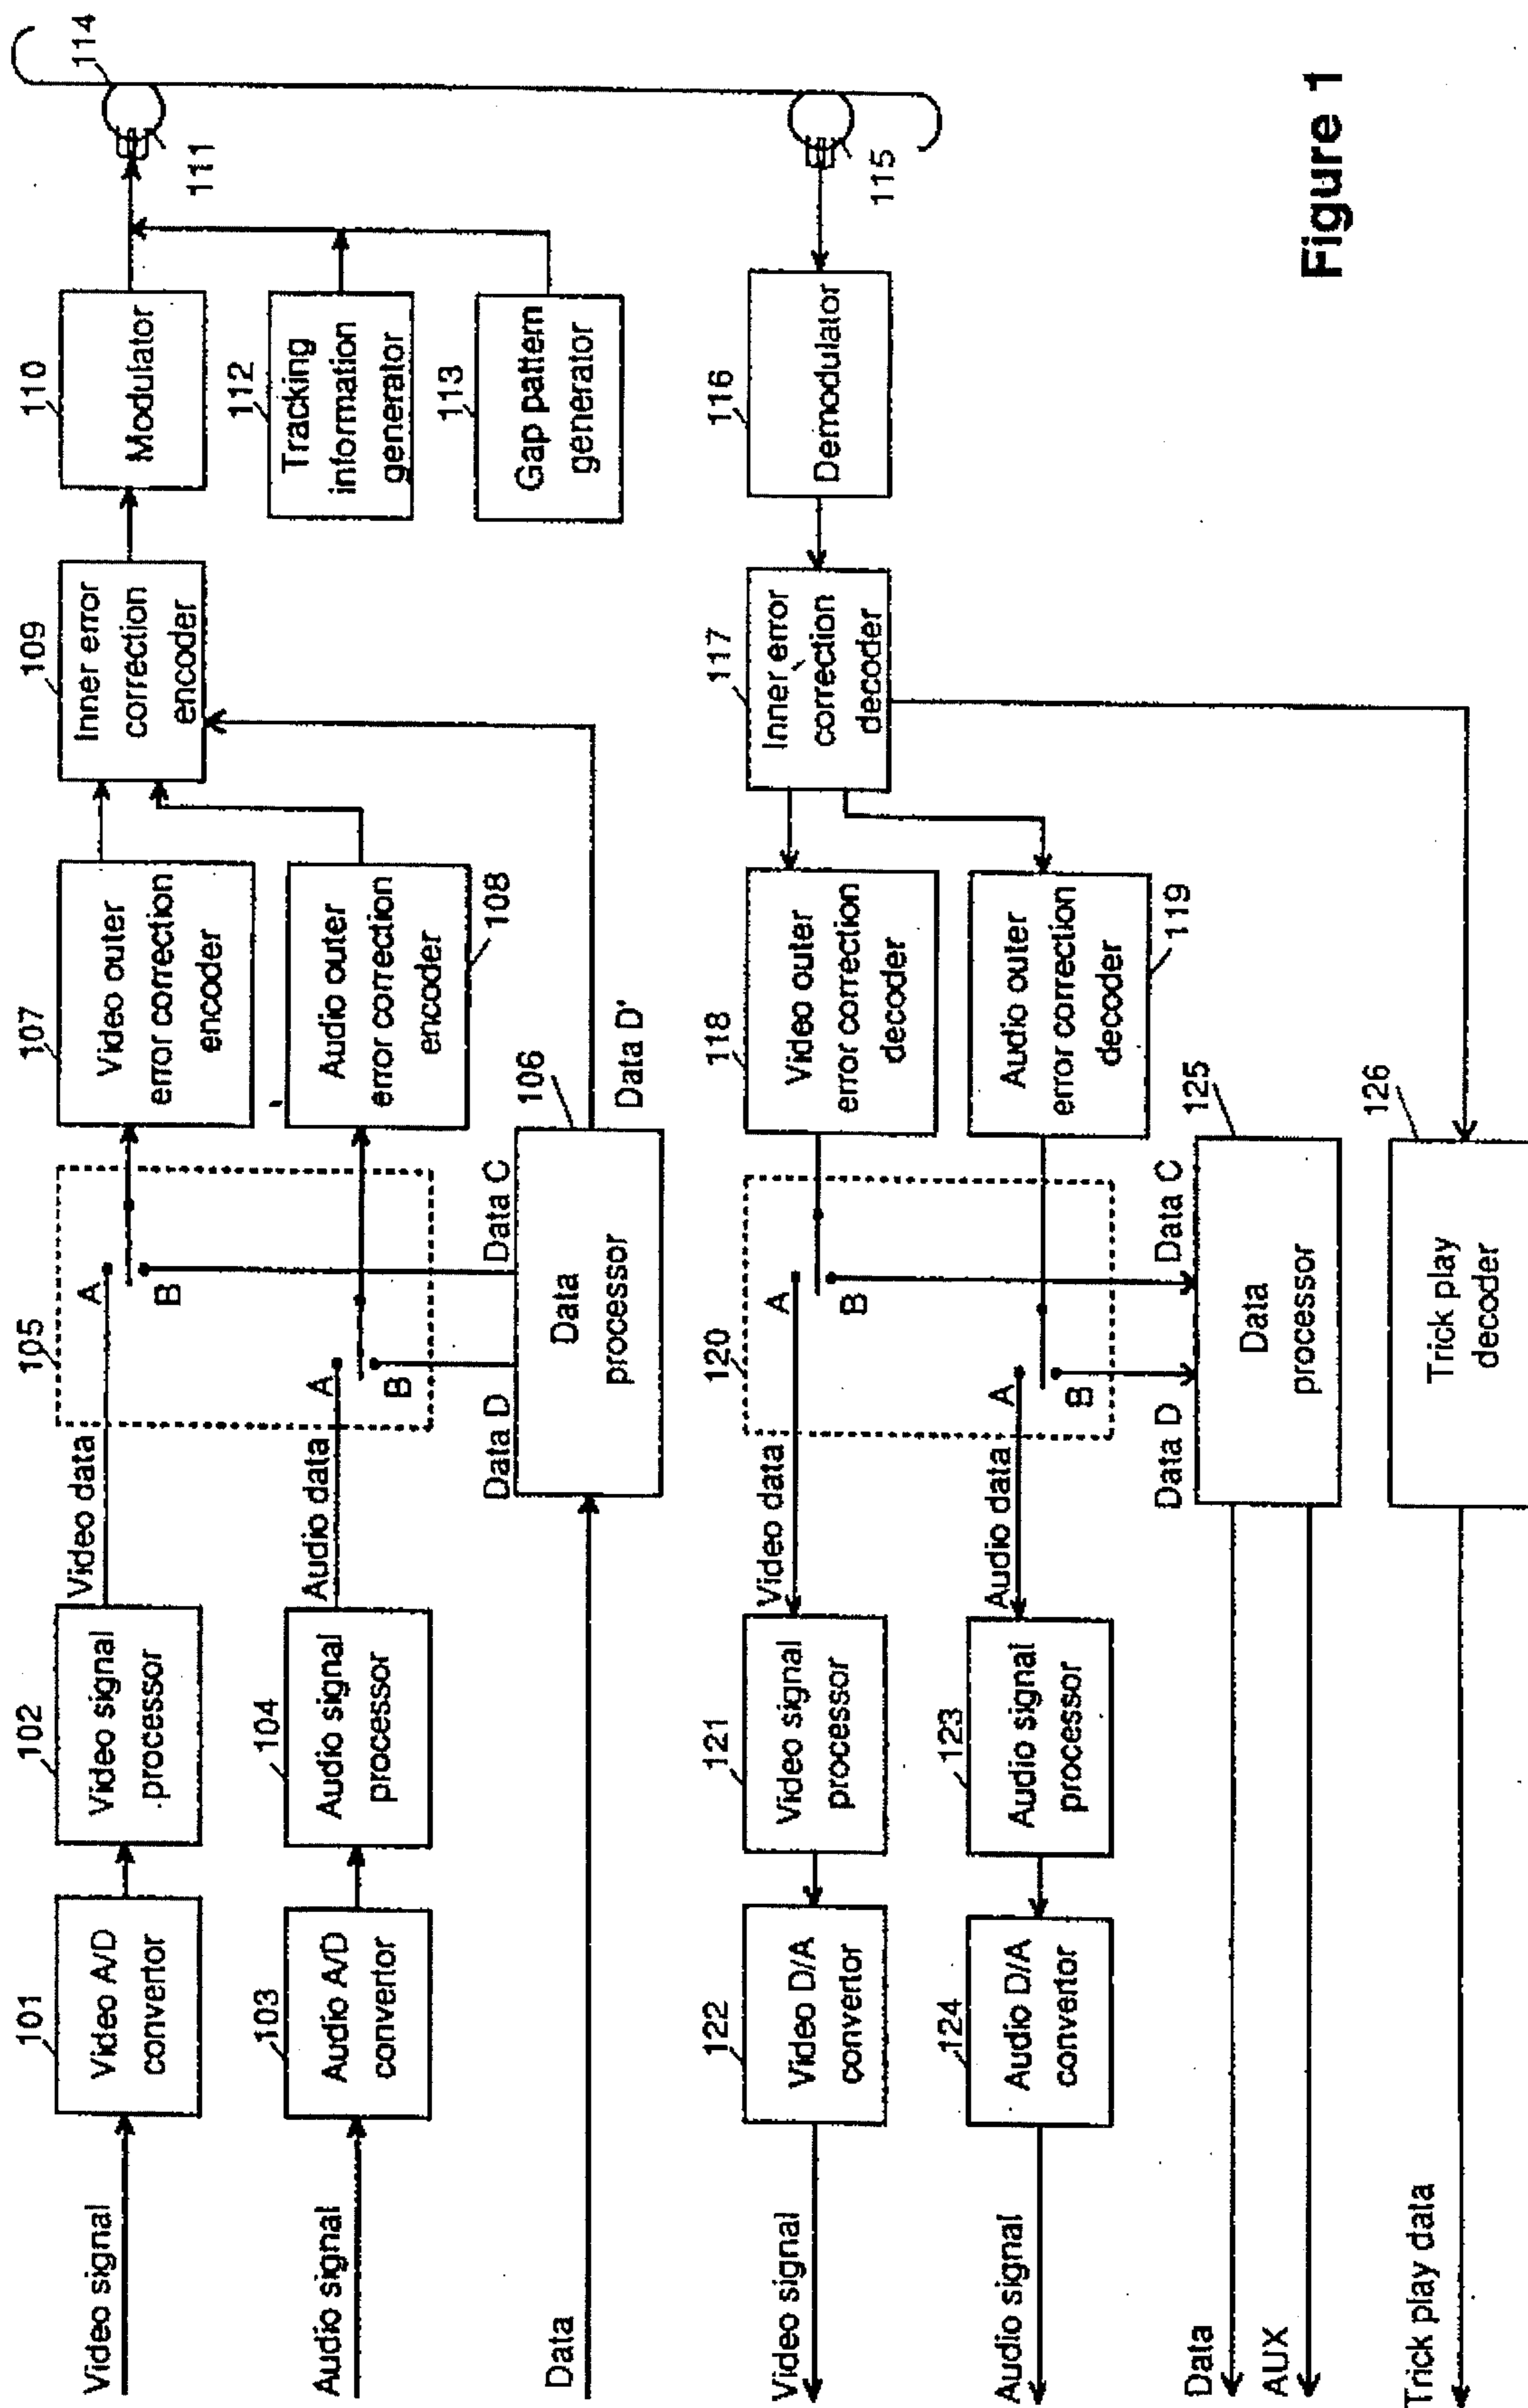 Figure 1
Video signal
101
Video A/D
convertor
102
Video signal
processor
Video data
105
A
B
107
Video outer
error correction
encoder
109
Inner error
correction
encoder
110
Modulator
114
111
Audio signal
103
Audio A/D
convertor
104
Audio signal
processor
Audio data
A
B
Audio outer
error correction
encoder
108
112
Tracking
information
generator
113
Gap pattern
generator
Data
Data D
Data C
106
Data
processor
Data D'
Video signal
122
Video D/A
convertor
121
Video signal
processor
Video data
120
A
B
118
Video outer
error correction
decoder
117
Inner error
correction
decoder
116
Demodulator
115
Audio signal
124
Audio D/A
convertor
123
Audio signal
processor
Audio data
A
B
Audio outer
error correction
decoder
119
Data
AUX
Data D
Data C
125
Data
processor
Trick play data
126
Trick play
decoder